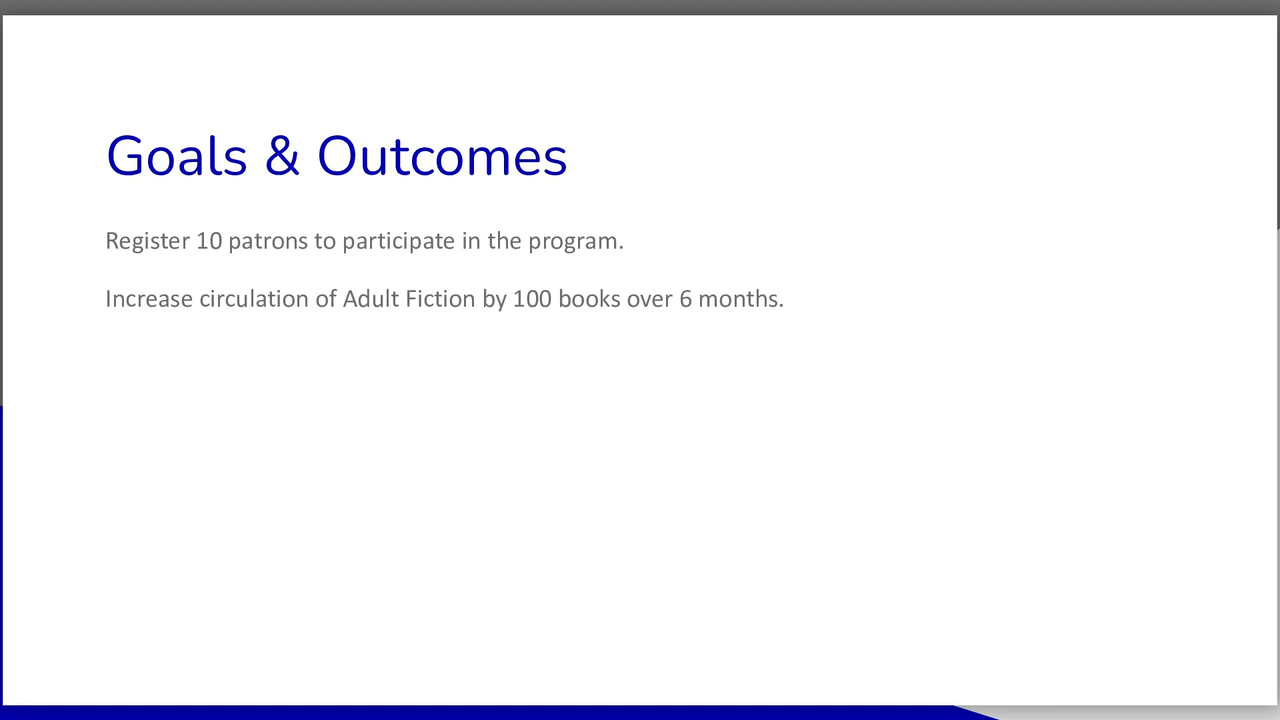 Goals & Outcomes
Register 10 patrons to participate in the program.
Increase circulation of Adult Fiction by 100 books over 6 months.